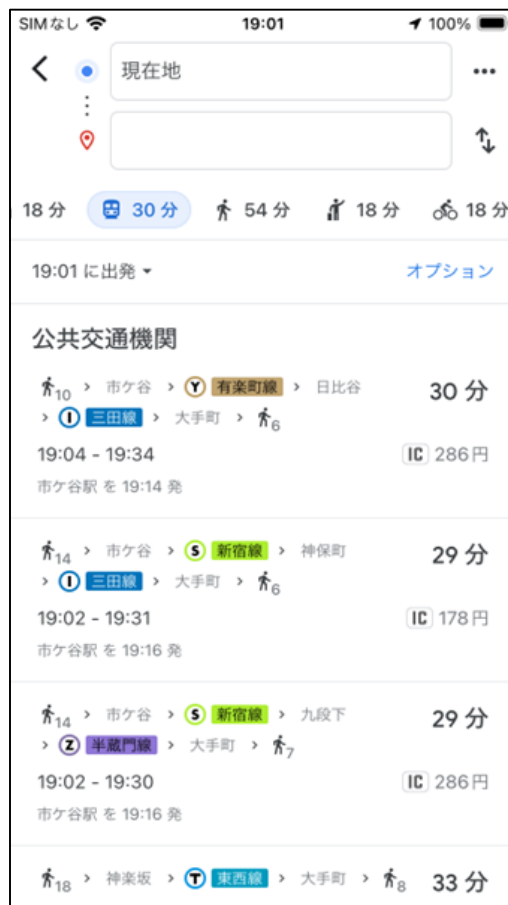 SIMなし 19:01 100%
現在地
18 分 30 分 54 分 18 分 18 分
19:01 に出発 オプション
公共交通機関
10 > 市ケ谷 > Y 有楽町線 > 日比谷 30 分
> I 三田線 > 大手町 > 6
19:04 - 19:34 IC 286円
市ケ谷駅 を 19:14 発
14 > 市ケ谷 > S 新宿線 > 神保町 29 分
> I 三田線 > 大手町 > 6
19:02 - 19:31 IC 178円
市ケ谷駅 を 19:16 発
14 > 市ケ谷 > S 新宿線 > 九段下 29 分
> Z 半蔵門線 > 大手町 > 7
19:02 - 19:30 IC 286円
市ケ谷駅 を 19:16 発
18 > 神楽坂 > T 東西線 > 大手町 > 8 33 分